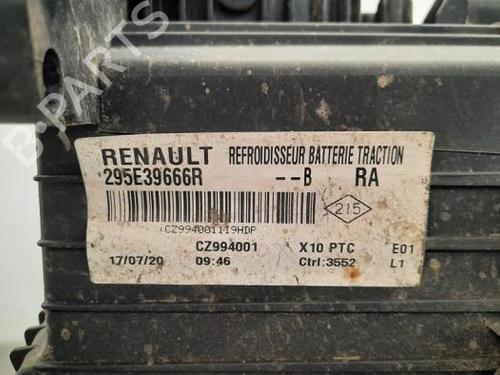 RENAULT REFROIDISSEUR BATTERIE TRACTION
295E39666R --B RA
215
CZ994001119HDP
CZ994001 X10 PTC E01
17/07/20 09:46 Ctrl:3552 L1
B-PARTS